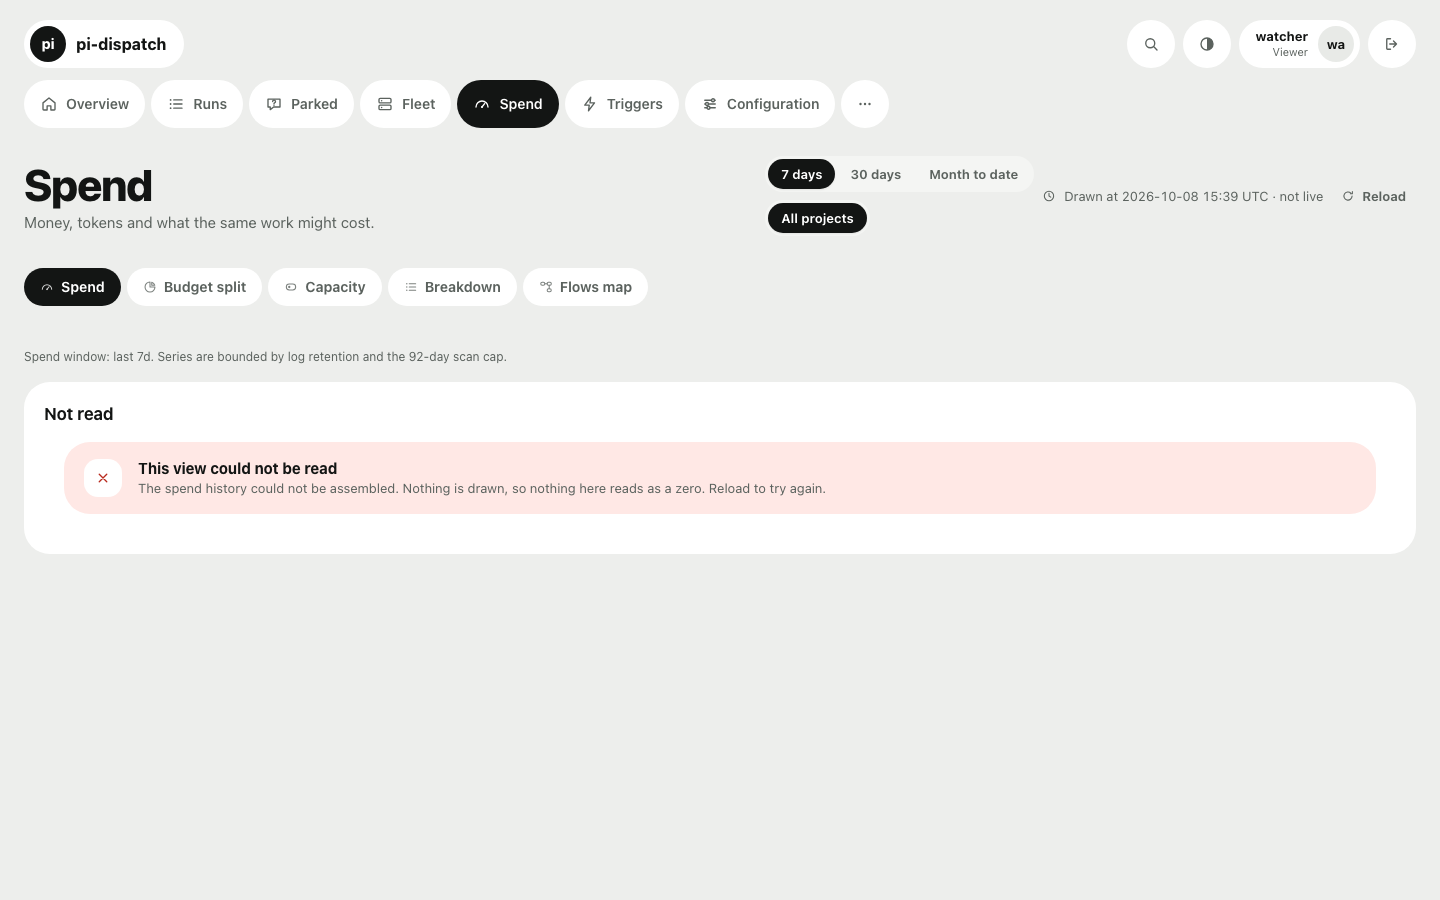 pi pi-dispatch
watcher
Viewer
wa
Overview Runs Parked Fleet Spend Triggers Configuration ...
Spend
Money, tokens and what the same work might cost.
7 days 30 days Month to date
All projects
Drawn at 2026-10-08 15:39 UTC · not live Reload
Spend Budget split Capacity Breakdown Flows map
Spend window: last 7d. Series are bounded by log retention and the 92-day scan cap.
Not read
This view could not be read
The spend history could not be assembled. Nothing is drawn, so nothing here reads as a zero. Reload to try again.